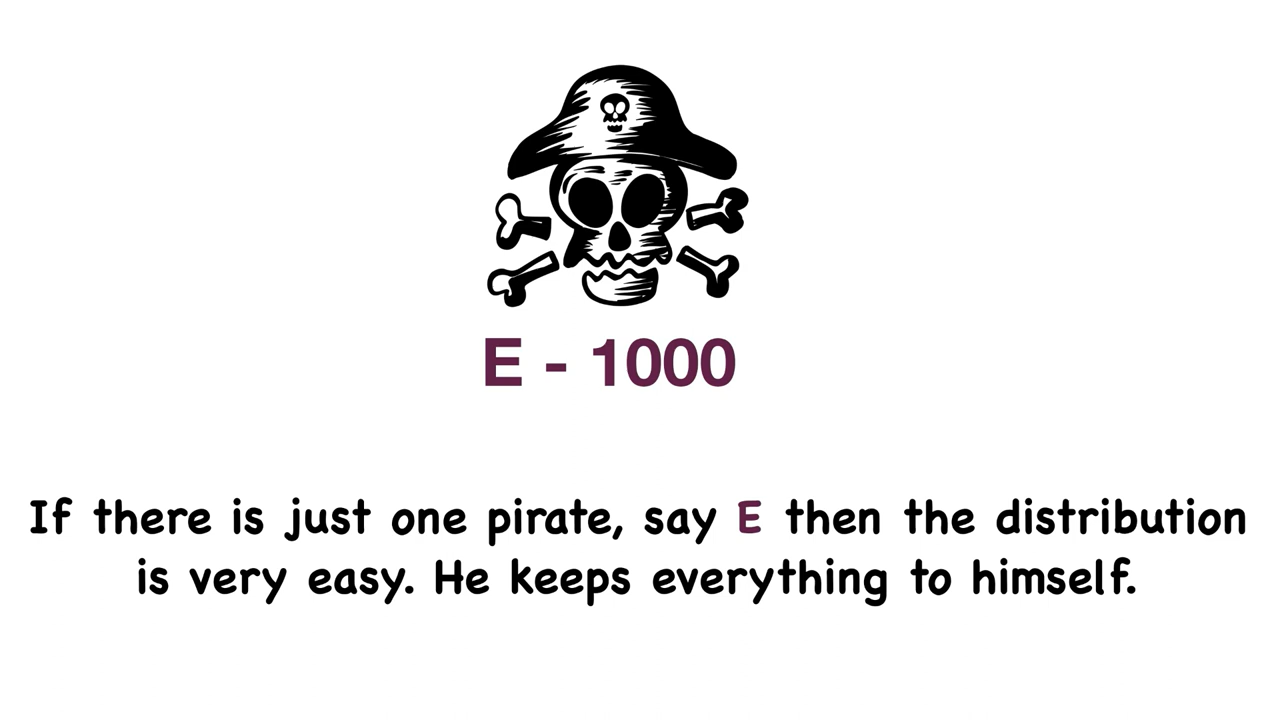 E - 1000
If there is just one pirate, say E then the distribution
is very easy. He keeps everything to himself.